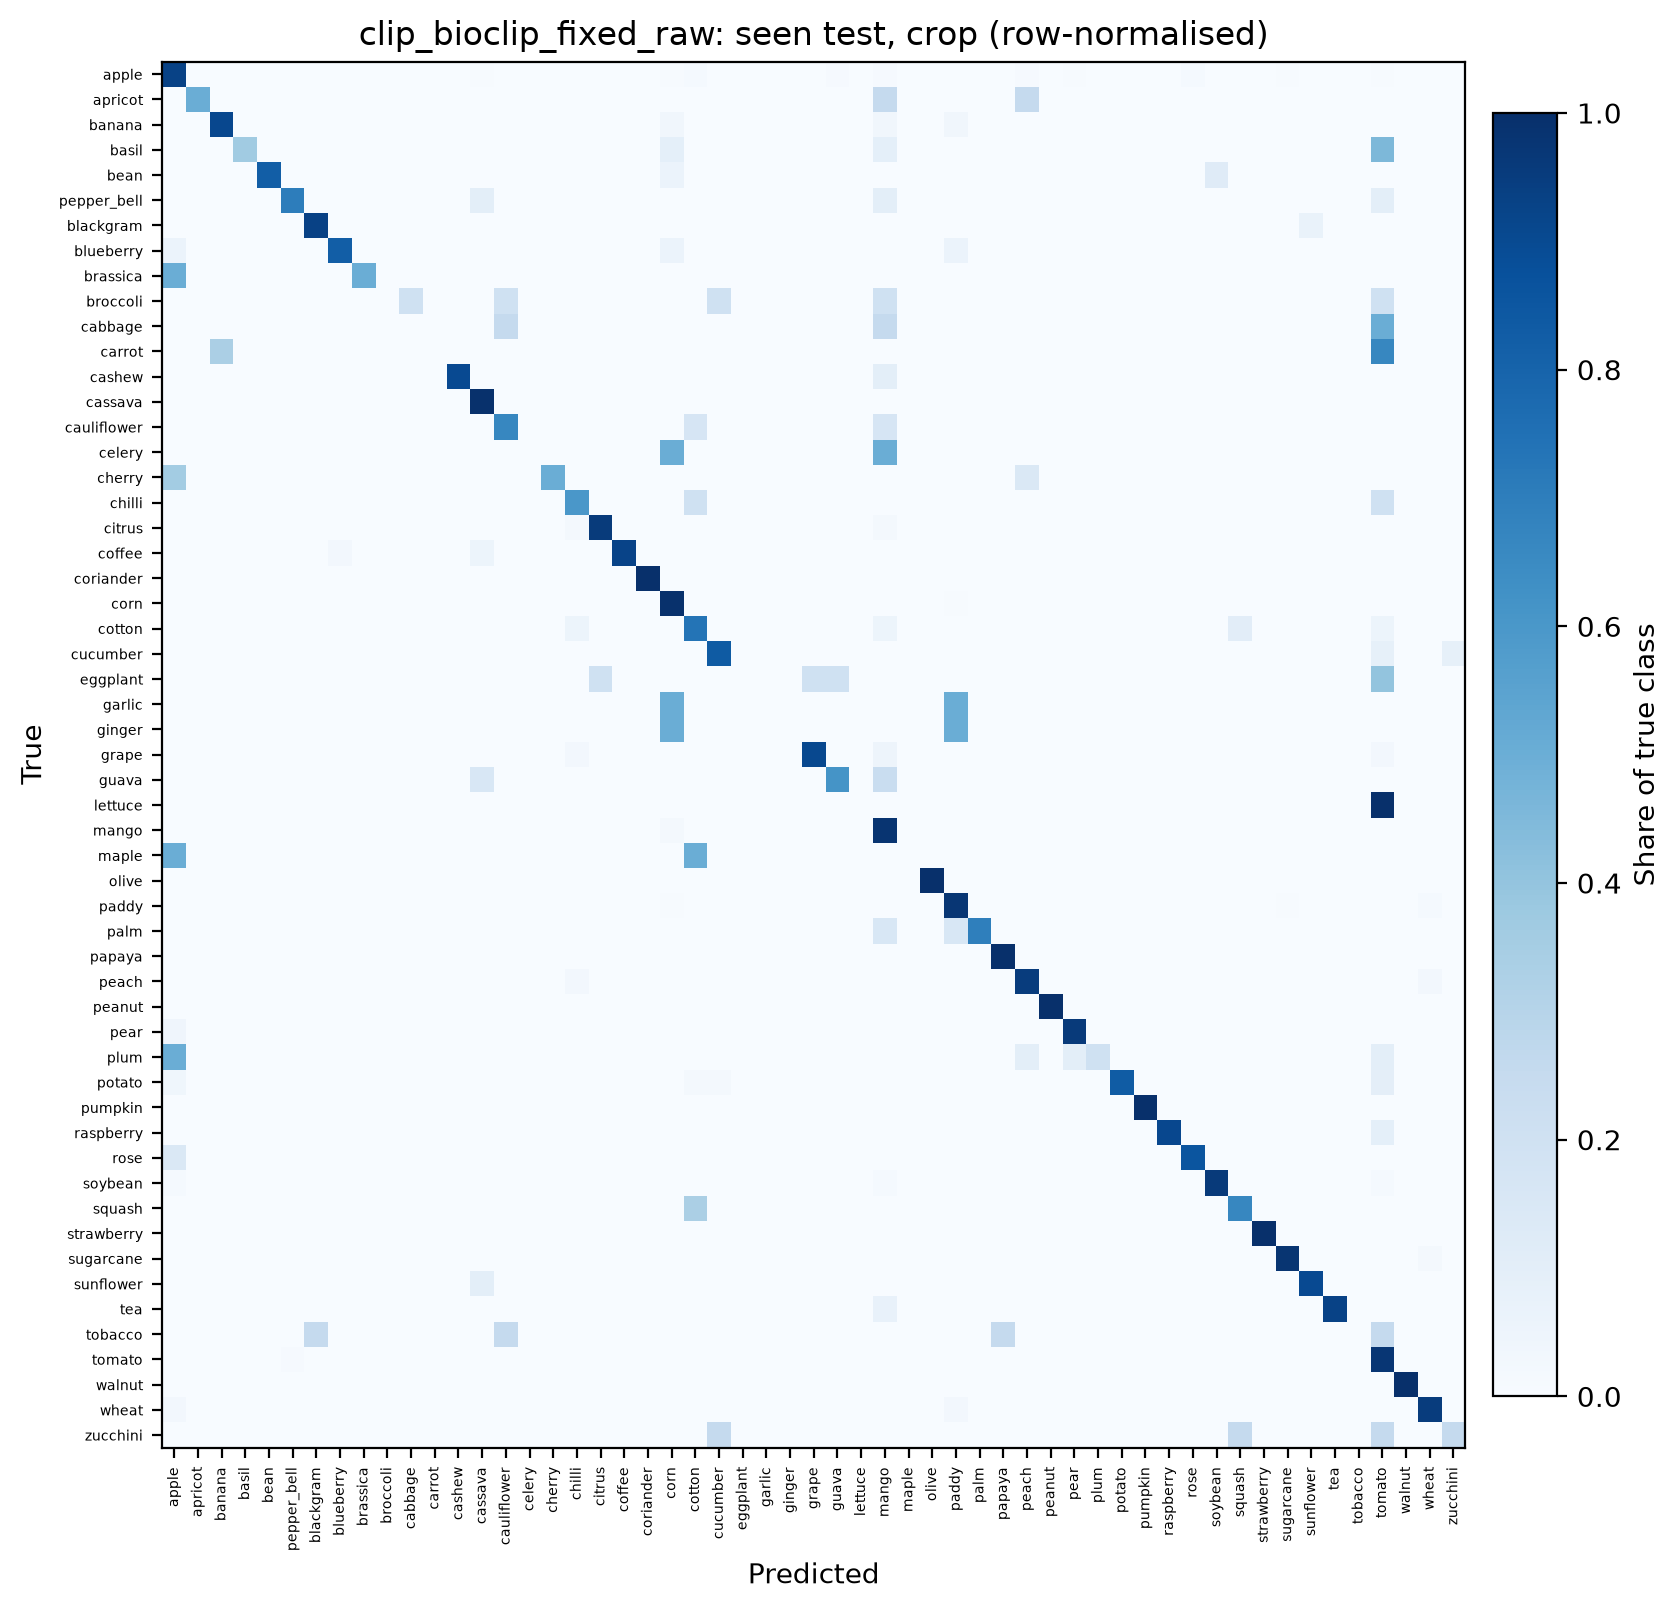 clip_bioclip_fixed_raw: seen test, crop (row-normalised)
True
apple
apricot
banana
basil
bean
pepper_bell
blackgram
blueberry
brassica
broccoli
cabbage
carrot
cashew
cassava
cauliflower
celery
cherry
chilli
citrus
coffee
coriander
corn
cotton
cucumber
eggplant
garlic
ginger
grape
guava
lettuce
mango
maple
olive
paddy
palm
papaya
peach
peanut
pear
plum
potato
pumpkin
raspberry
rose
soybean
squash
strawberry
sugarcane
sunflower
tea
tobacco
tomato
walnut
wheat
zucchini
apple apricot banana basil bean pepper_bell blackgram blueberry brassica broccoli cabbage carrot cashew cassava cauliflower celery cherry chilli citrus coffee coriander corn cotton cucumber eggplant garlic ginger grape guava lettuce mango maple olive paddy palm papaya peach peanut pear plum potato pumpkin raspberry rose soybean squash strawberry sugarcane sunflower tea tobacco tomato walnut wheat zucchini
Predicted
1.0
0.8
0.6
0.4
0.2
0.0
Share of true class